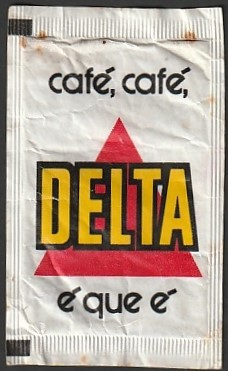 café, café,
DELTA
é que é